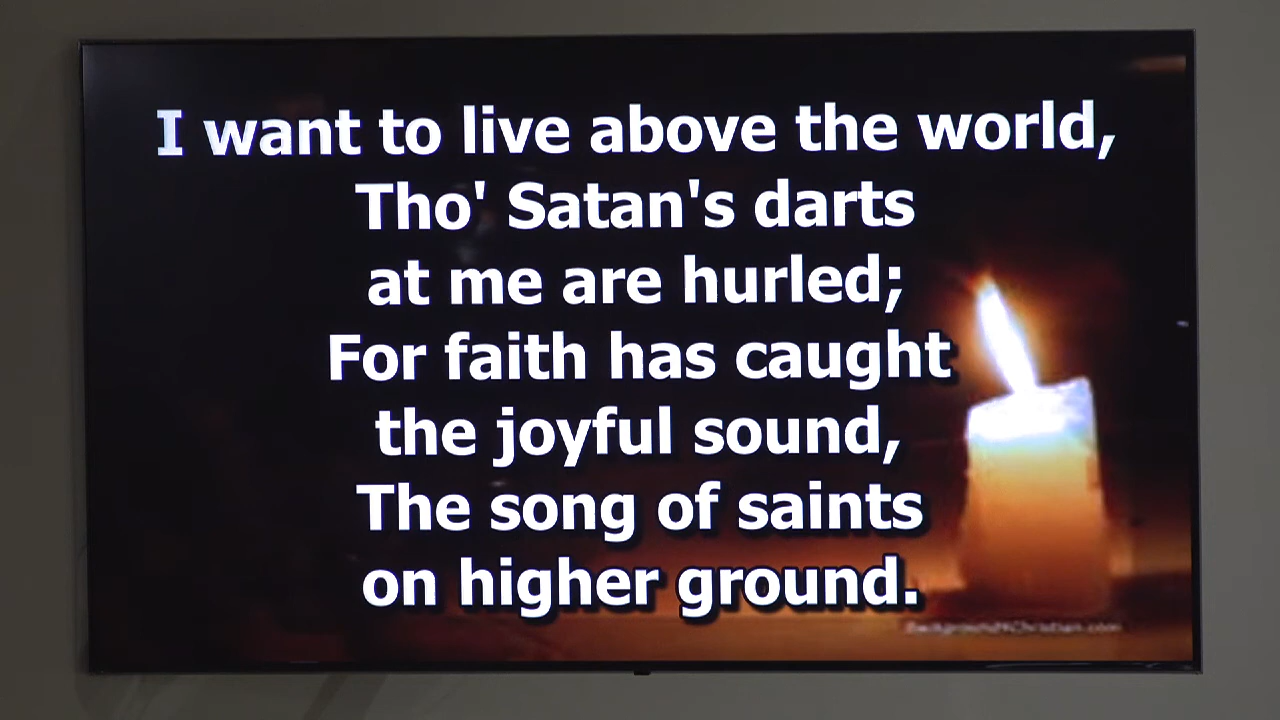 I want to live above the world,
Tho' Satan's darts
at me are hurled;
For faith has caught
the joyful sound,
The song of saints
on higher ground.